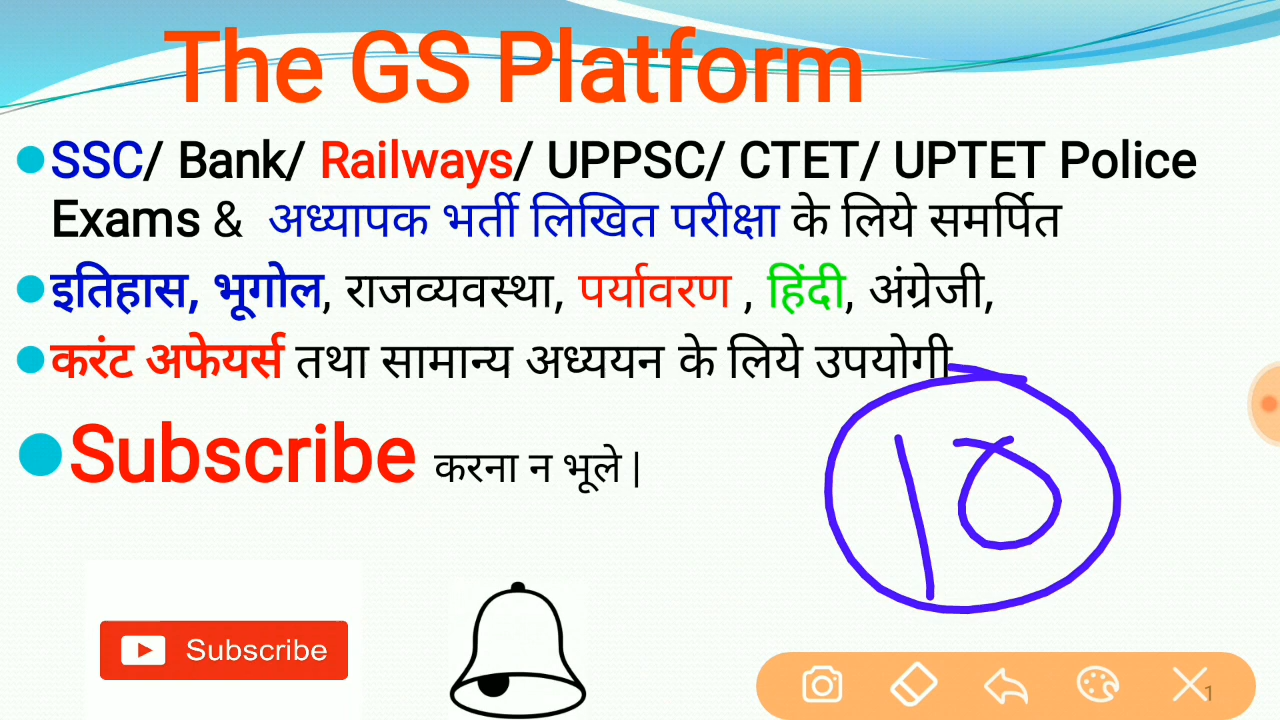 The GS Platform
SSC/ Bank/ Railways/ UPPSC/ CTET/ UPTET Police
Exams & अध्यापक भर्ती लिखित परीक्षा के लिये समर्पित
इतिहास, भूगोल, राजव्यवस्था, पर्यावरण , हिंदी, अंग्रेजी,
करंट अफेयर्स तथा सामान्य अध्ययन के लिये उपयोगी
Subscribe करना न भूले |
10
Subscribe
1